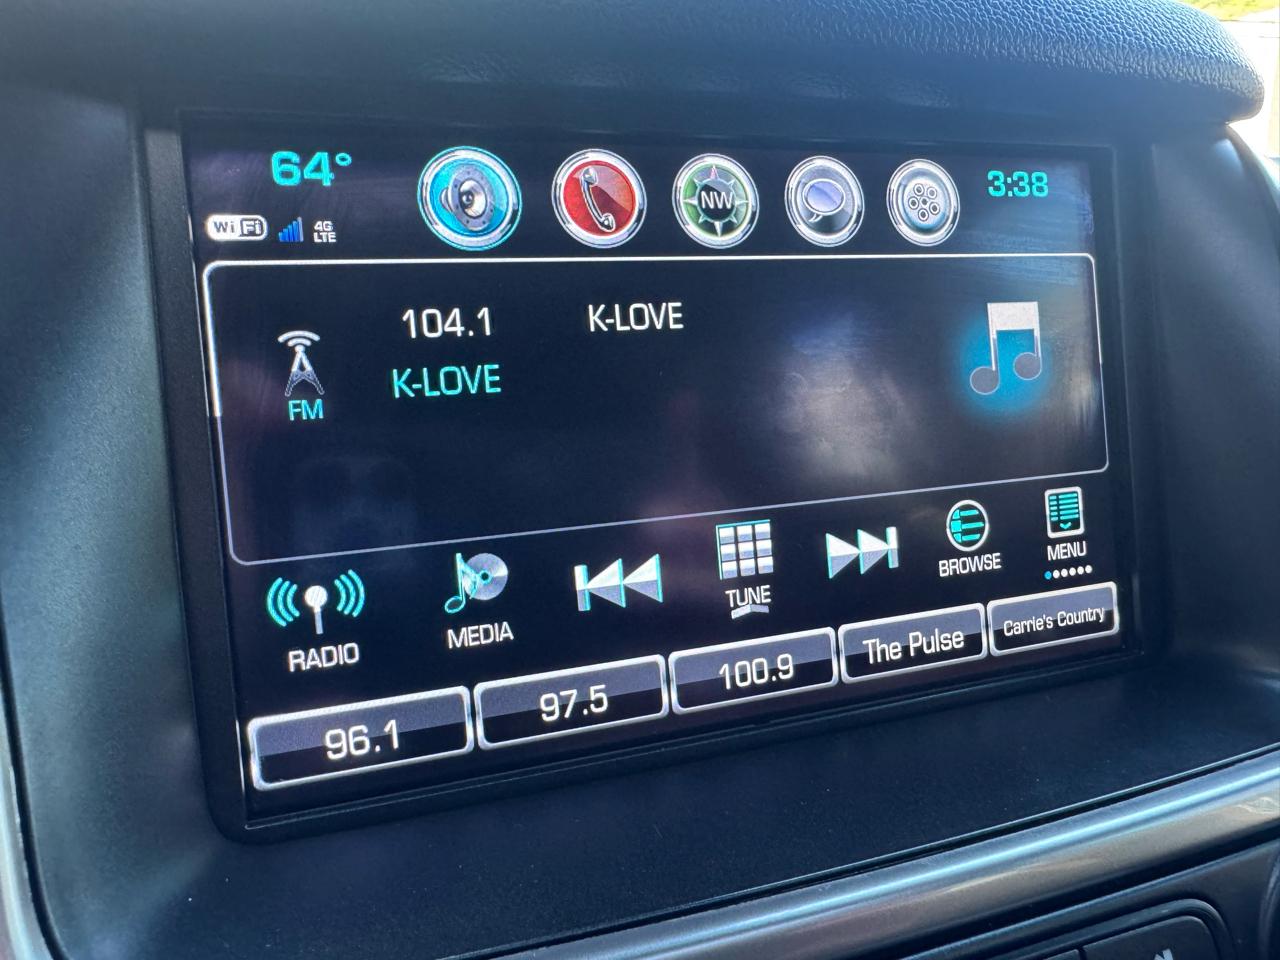 64°
NW
3:38
WiFi
4G
LTE
104.1
K-LOVE
K-LOVE
FM
RADIO
MEDIA
TUNE
BROWSE
MENU
96.1
97.5
100.9
The Pulse
Carrie's Country